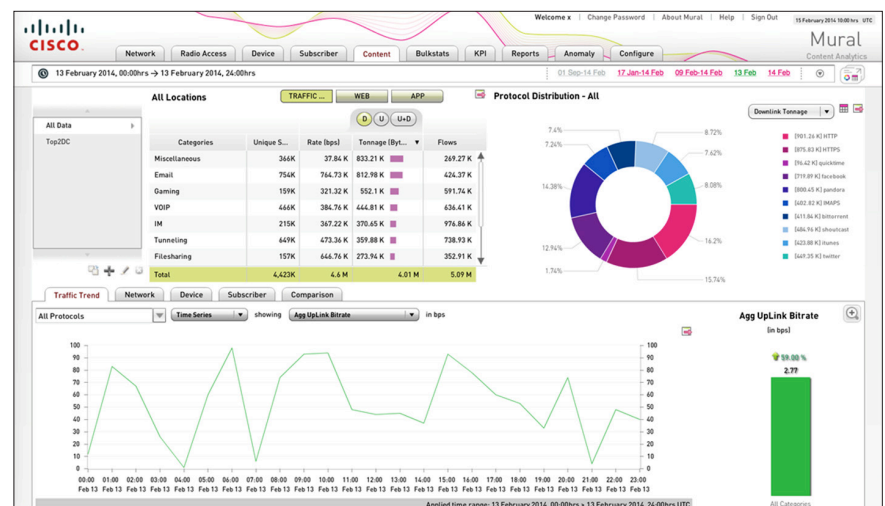 Welcome x | Change Password | About Mural | Help | Sign Out
15 February 2014 10:00 hrs UTC
CISCO
Mural
Content Analytics
Network Radio Access Device Subscriber Content Bulkstats KPI Reports Anomaly Configure
13 February 2014, 00:00hrs → 13 February 2014, 24:00hrs
01 Sep-14 Feb 17 Jan-14 Feb 09 Feb-14 Feb 13 Feb 14 Feb
All Data
Top2DC
All Locations
TRAFFIC ... WEB APP
D U U+D
Categories Unique S... Rate (bps) Tonnage (Byt... ▼ Flows
Miscellaneous 366K 37.84 K 833.21 K 269.27 K
Email 754K 764.73 K 812.98 K 424.37 K
Gaming 159K 321.32 K 552.1 K 591.74 K
VOIP 466K 384.76 K 444.81 K 636.41 K
IM 215K 367.22 K 370.65 K 976.86 K
Tunneling 649K 473.36 K 359.88 K 738.93 K
Filesharing 157K 646.76 K 273.94 K 352.91 K
Total 4,423K 4.6 M 4.01 M 5.09 M
Protocol Distribution - All
Downlink Tonnage
7.4%
8.72%
7.24%
7.62%
14.38%
8.08%
12.94%
16.2%
1.74%
15.74%
[901.26 K] HTTP
[875.83 K] HTTPS
[96.42 K] quicktime
[719.89 K] facebook
[800.45 K] pandora
[402.82 K] IMAPS
[411.84 K] bittorrent
[484.96 K] shoutcast
[423.88 K] itunes
[449.35 K] twitter
Traffic Trend Network Device Subscriber Comparison
All Protocols Time Series showing Agg UpLink Bitrate in bps
100 100
90 90
80 80
70 70
60 60
50 50
40 40
30 30
20 20
10 10
0 0
00:00 01:00 02:00 03:00 04:00 05:00 06:00 07:00 08:00 09:00 10:00 11:00 12:00 13:00 14:00 15:00 16:00 17:00 18:00 19:00 20:00 21:00 22:00 23:00
Feb 13 Feb 13 Feb 13 Feb 13 Feb 13 Feb 13 Feb 13 Feb 13 Feb 13 Feb 13 Feb 13 Feb 13 Feb 13 Feb 13 Feb 13 Feb 13 Feb 13 Feb 13 Feb 13 Feb 13 Feb 13 Feb 13 Feb 13 Feb 13
Applied time range: 13 February 2014, 00:00hrs > 13 February 2014, 24:00hrs UTC
Agg UpLink Bitrate
(in bps)
59.00 %
2.77
All Categories